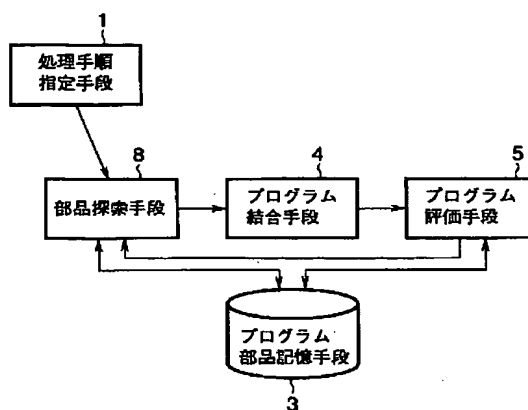 1
処理手順
指定手段
8
部品探索手段
4
プログラム
結合手段
5
プログラム
評価手段
プログラム
部品記憶手段
3